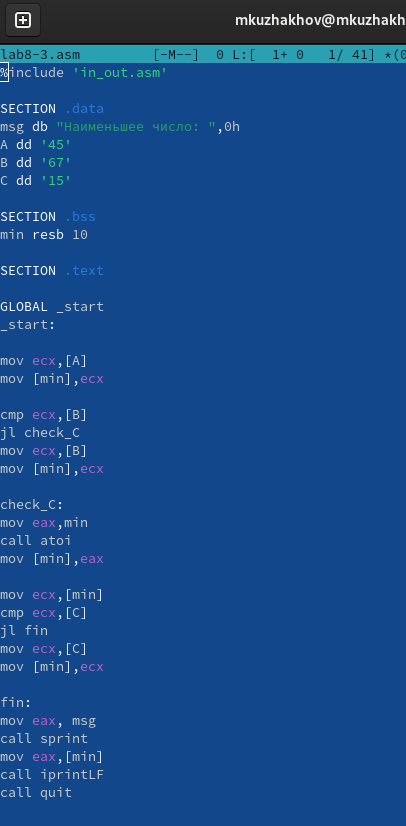 mkuzhakhov@mkuzakh
lab8-3.asm [-M--] 0 L:[ 1+ 0 1/ 41] *(0
%include 'in_out.asm'
SECTION .data
msg db "Наименьшее число: ",0h
A dd '45'
B dd '67'
C dd '15'
SECTION .bss
min resb 10
SECTION .text
GLOBAL _start
_start:
mov ecx,[A]
mov [min],ecx
cmp ecx,[B]
jl check_C
mov ecx,[B]
mov [min],ecx
check_C:
mov eax,min
call atoi
mov [min],eax
mov ecx,[min]
cmp ecx,[C]
jl fin
mov ecx,[C]
mov [min],ecx
fin:
mov eax, msg
call sprint
mov eax,[min]
call iprintLF
call quit